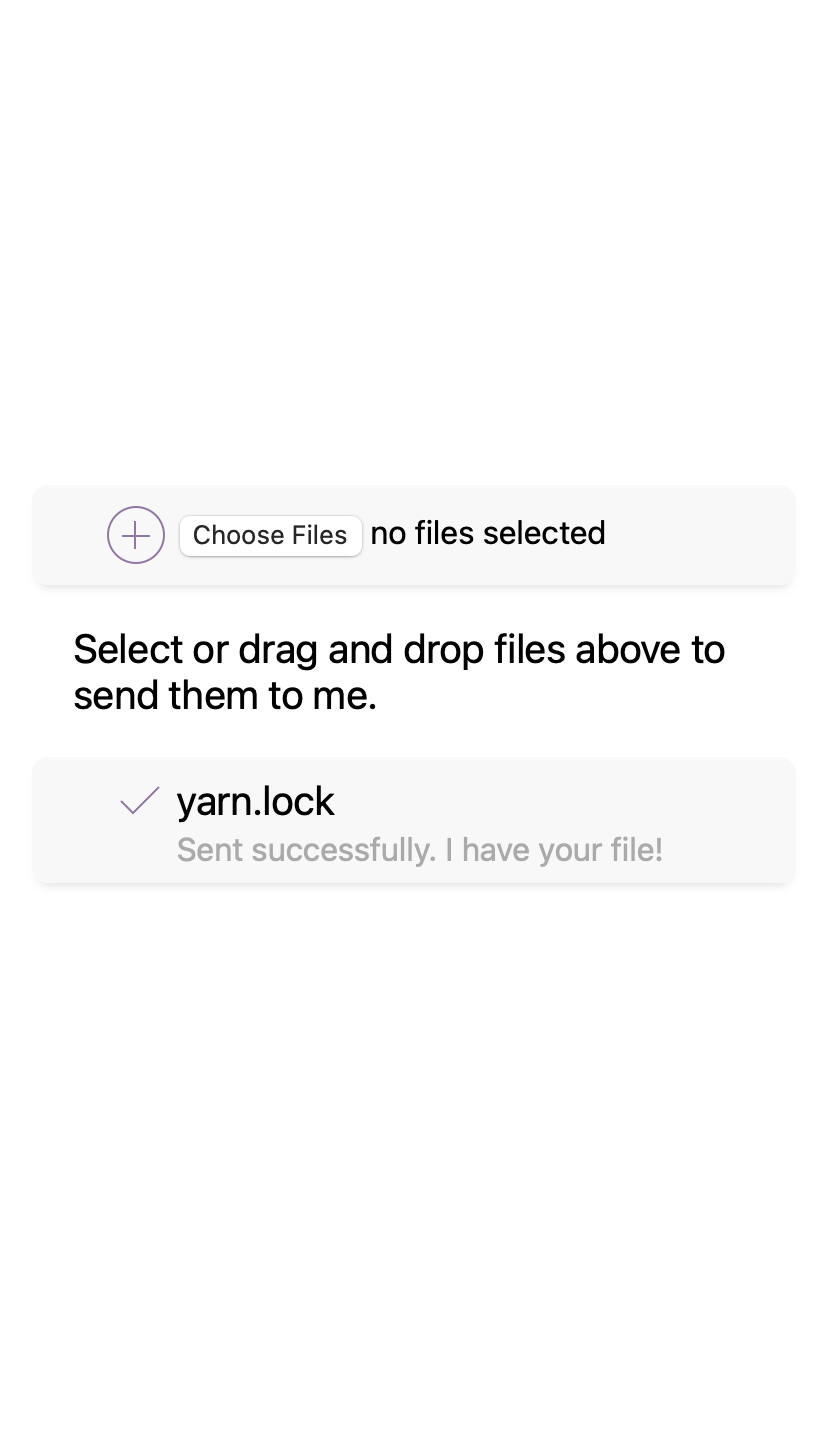 Choose Files no files selected
Select or drag and drop files above to
send them to me.
yarn.lock
Sent successfully. I have your file!